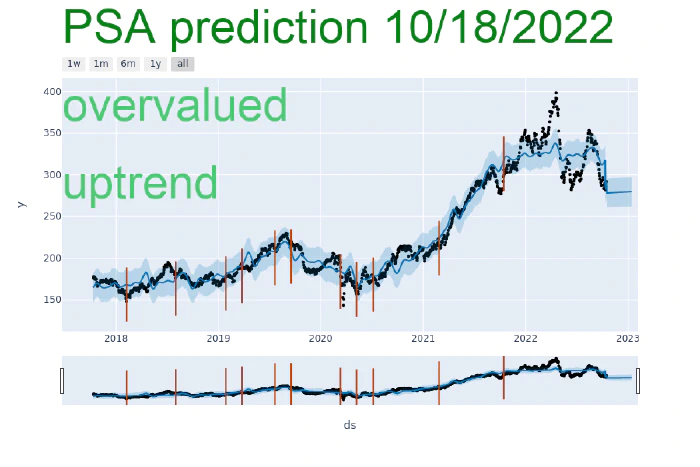 PSA prediction 10/18/2022
1w 1m 6m 1y all
overvalued
uptrend
400
350
300
250
200
150
y
2018 2019 2020 2021 2022 2023
ds